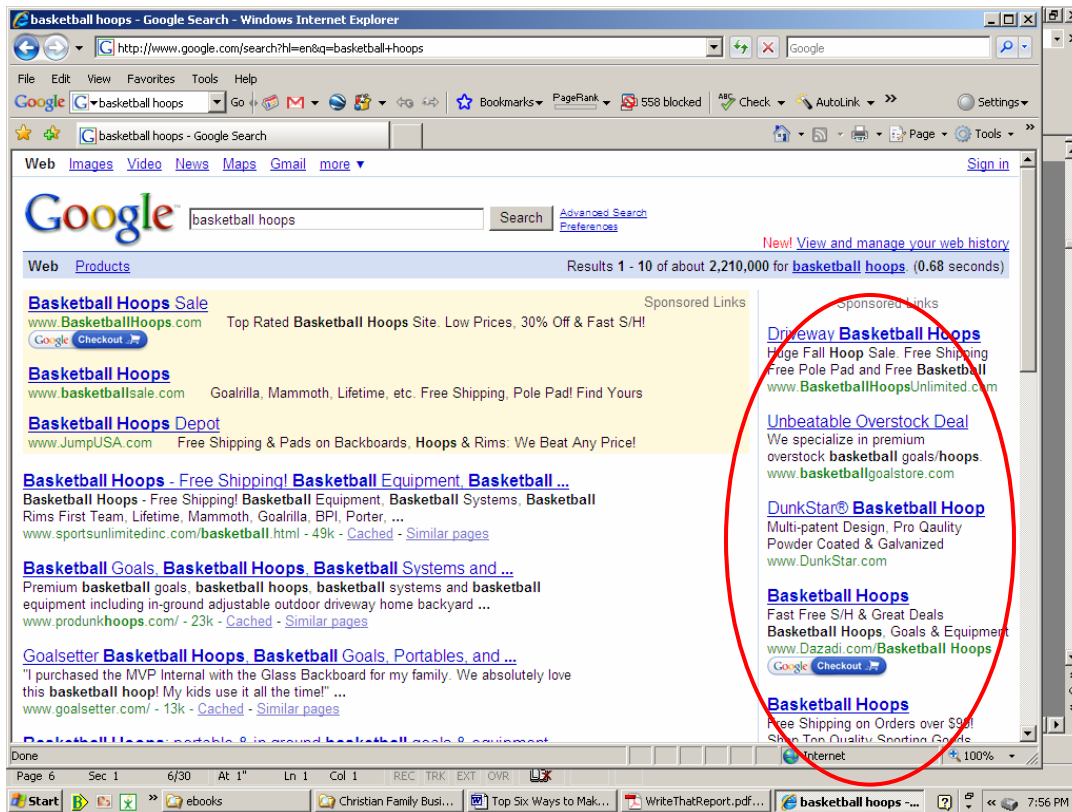 basketball hoops - Google Search - Windows Internet Explorer
http://www.google.com/search?hl=en&q=basketball+hoops
Google
File Edit View Favorites Tools Help
Google basketball hoops Go Bookmarks PageRank 558 blocked ABC Check AutoLink » Settings
basketball hoops - Google Search Page Tools »
Web Images Video News Maps Gmail more ▼ Sign in
Google™ basketball hoops Search Advanced Search
Preferences
New! View and manage your web history
Web Products Results 1 - 10 of about 2,210,000 for basketball hoops. (0.68 seconds)
Basketball Hoops Sale Sponsored Links
www.BasketballHoops.com Top Rated Basketball Hoops Site. Low Prices, 30% Off & Fast S/H!
Google Checkout
Basketball Hoops
www.basketballsale.com Goalrilla, Mammoth, Lifetime, etc. Free Shipping, Pole Pad! Find Yours
Basketball Hoops Depot
www.JumpUSA.com Free Shipping & Pads on Backboards, Hoops & Rims: We Beat Any Price!
Basketball Hoops - Free Shipping! Basketball Equipment, Basketball ...
Basketball Hoops - Free Shipping! Basketball Equipment, Basketball Systems, Basketball
Rims First Team, Lifetime, Mammoth, Goalrilla, BPI, Porter, ...
www.sportsunlimitedinc.com/basketball.html - 49k - Cached - Similar pages
Basketball Goals, Basketball Hoops, Basketball Systems and ...
Premium basketball goals, basketball hoops, basketball systems and basketball
equipment including in-ground adjustable outdoor driveway home backyard ...
www.produnkhoops.com/ - 23k - Cached - Similar pages
Goalsetter Basketball Hoops, Basketball Goals, Portables, and ...
"I purchased the MVP Internal with the Glass Backboard for my family. We absolutely love
this basketball hoop! My kids use it all the time!" ...
www.goalsetter.com/ - 13k - Cached - Similar pages
Basketball Hoops: portable & in ground basketball goals & equipment
Sponsored Links
Driveway Basketball Hoops
Huge Fall Hoop Sale. Free Shipping
Free Pole Pad and Free Basketball
www.BasketballHoopsUnlimited.com
Unbeatable Overstock Deal
We specialize in premium
overstock basketball goals/hoops.
www.basketballgoalstore.com
DunkStar® Basketball Hoop
Multi-patent Design, Pro Qaulity
Powder Coated & Galvanized
www.DunkStar.com
Basketball Hoops
Fast Free S/H & Great Deals
Basketball Hoops, Goals & Equipment
www.Dazadi.com/Basketball Hoops
Google Checkout
Basketball Hoops
Free Shipping on Orders over $99!
Shop Top Quality Sporting Goods
Done Internet 100%
Page 6 Sec 1 6/30 At 1" Ln 1 Col 1 REC TRK EXT OVR
Start » ebooks Christian Family Busi... Top Six Ways to Mak... WriteThatReport.pdf... basketball hoops -... « 7:56 PM